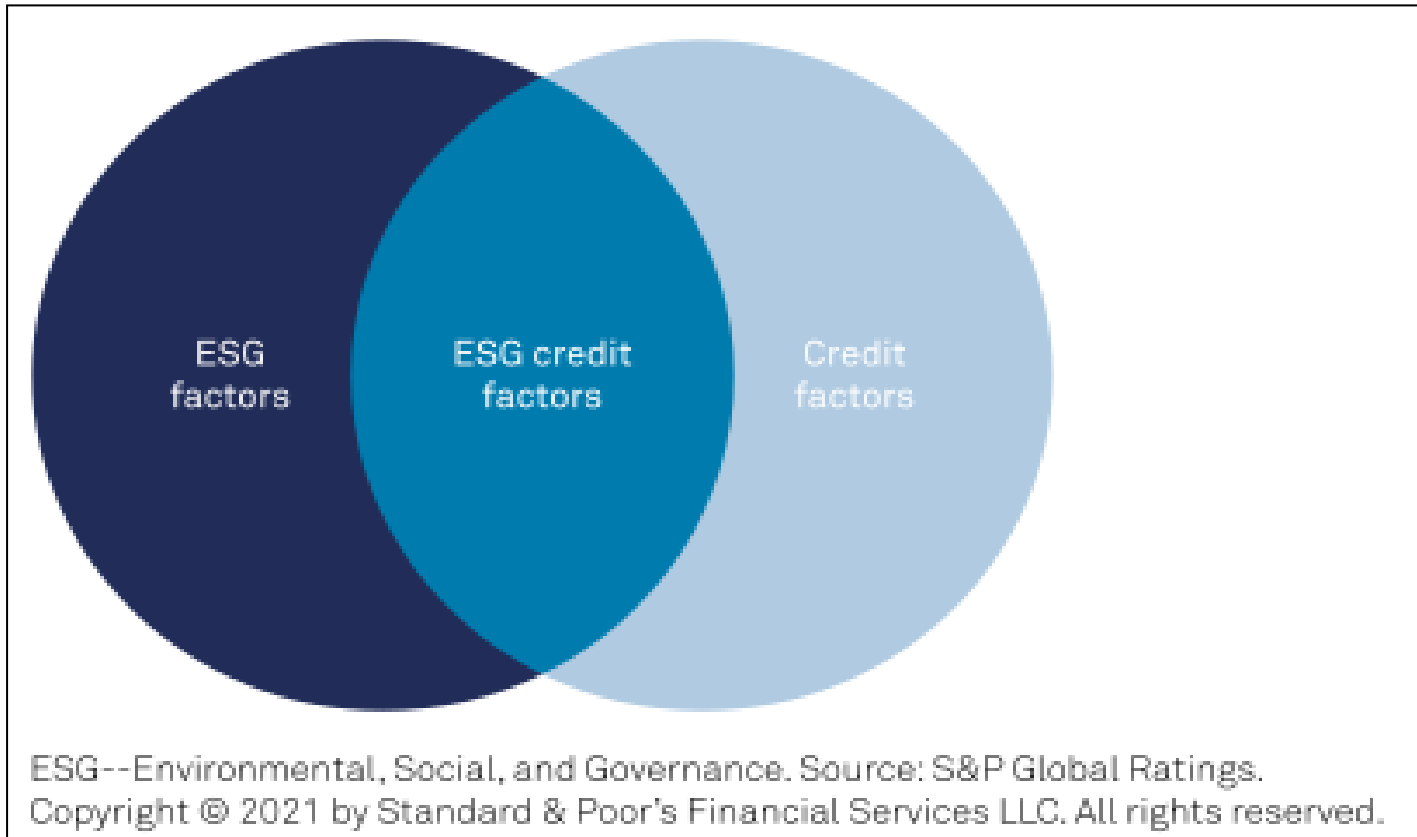 ESG
factors
ESG credit
factors
Credit
factors
ESG--Environmental, Social, and Governance. Source: S&P Global Ratings.
Copyright © 2021 by Standard & Poor's Financial Services LLC. All rights reserved.